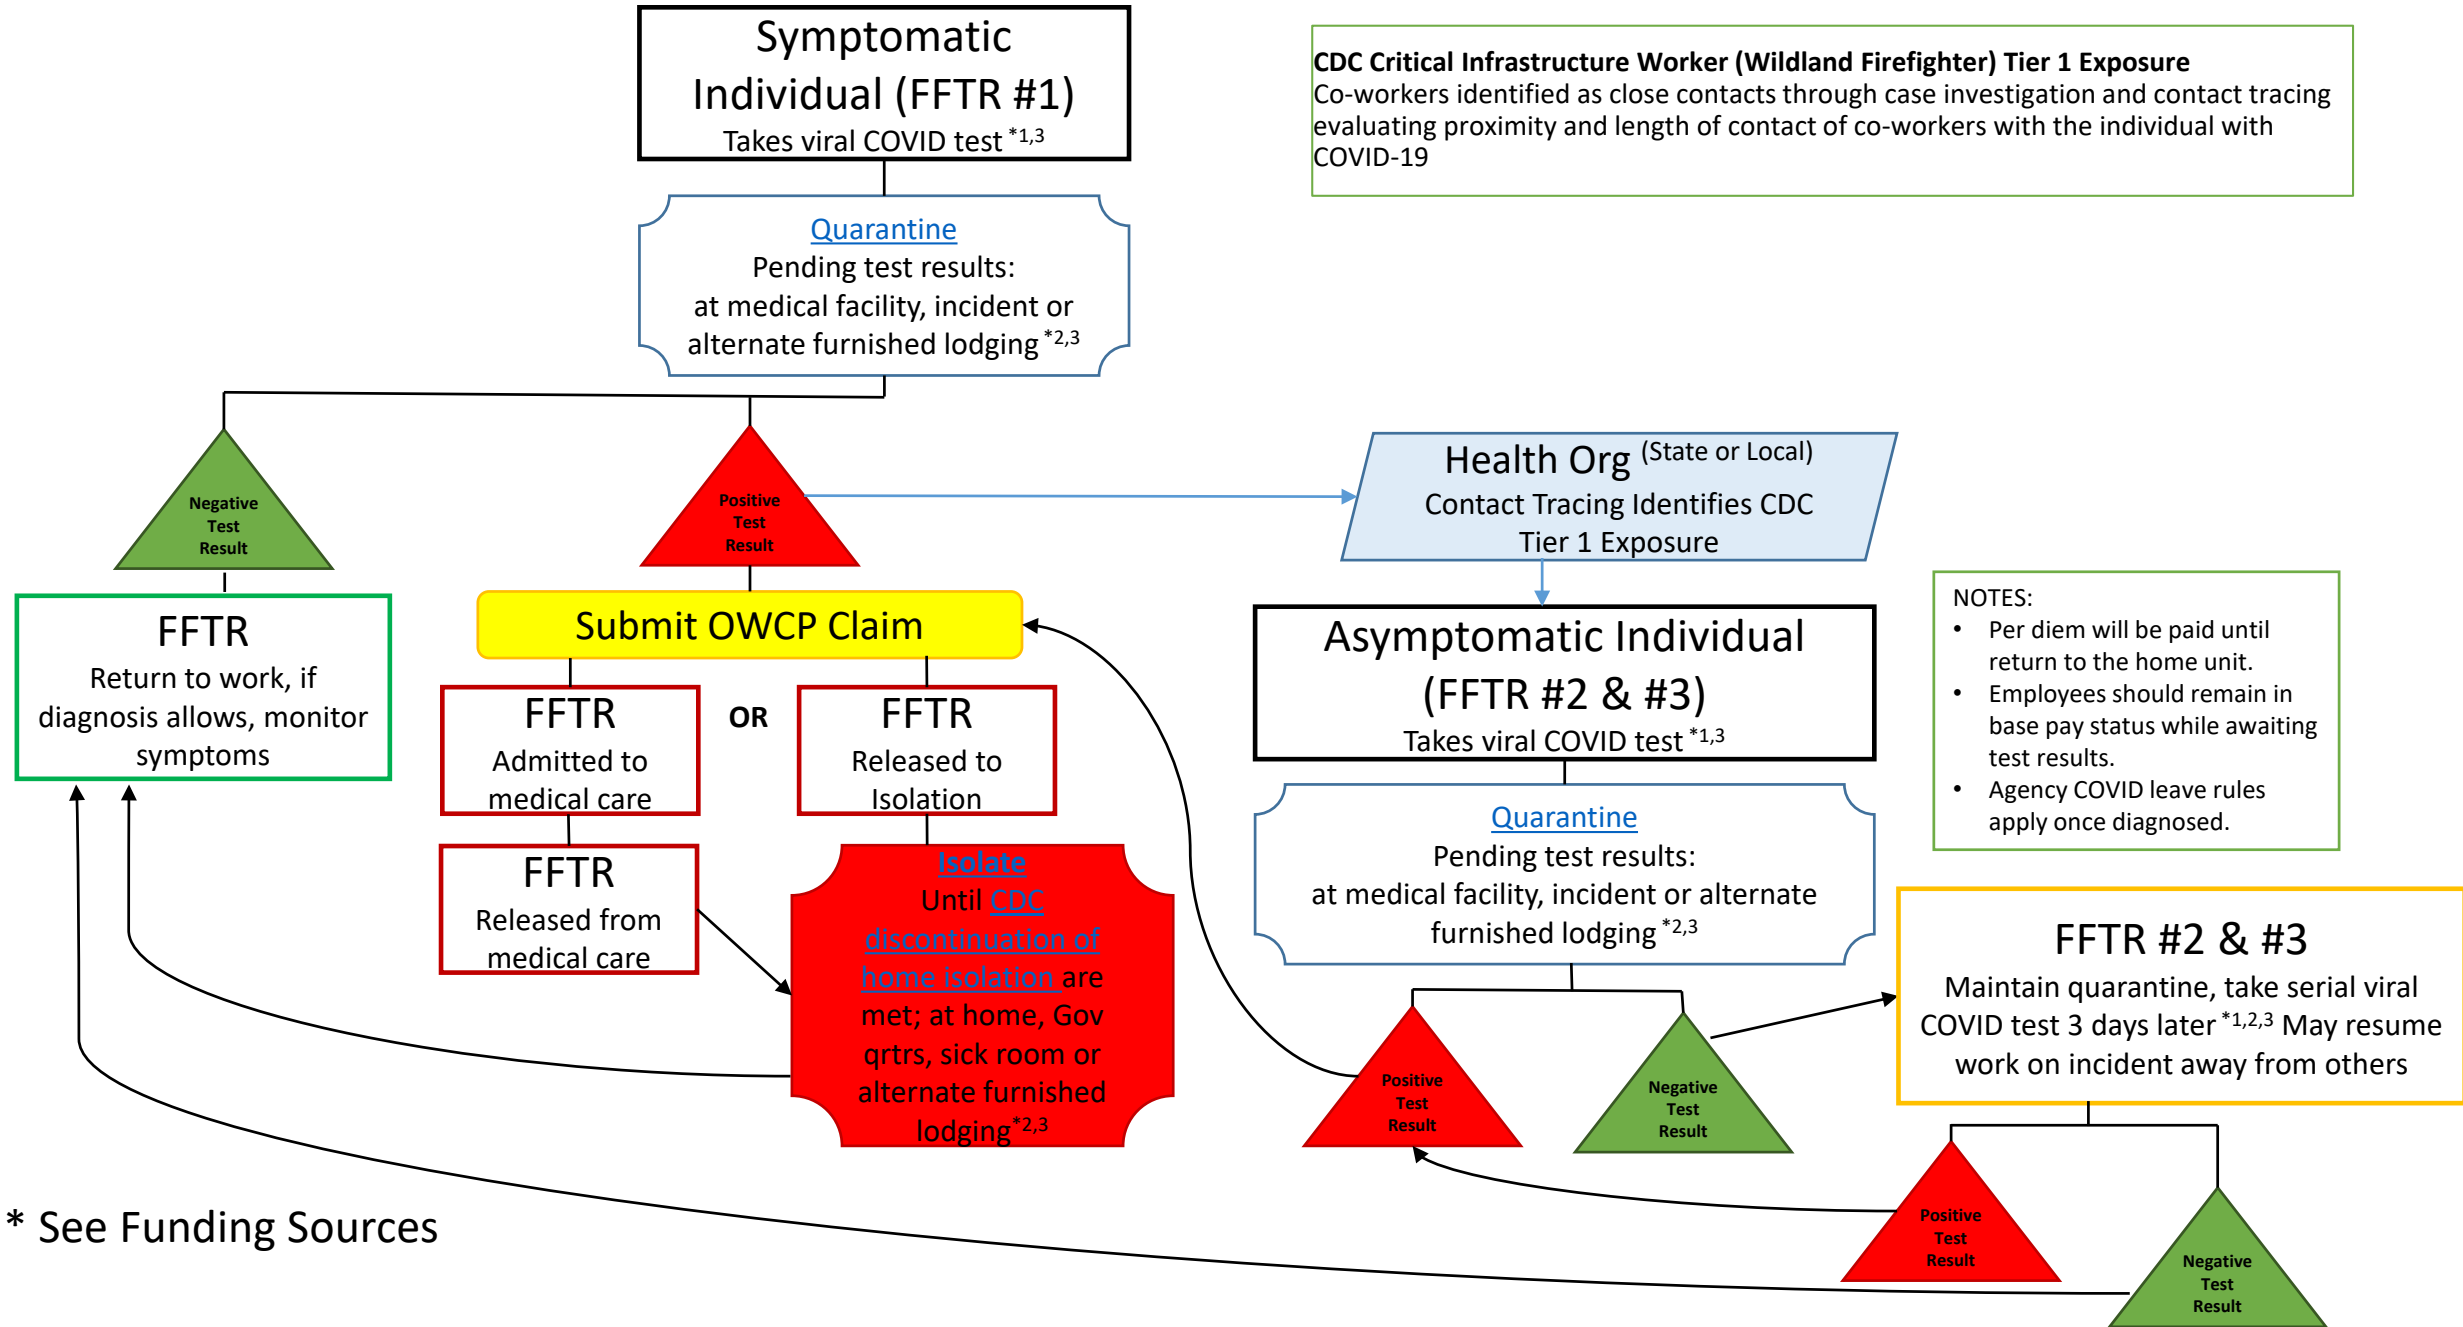 Symptomatic
Individual (FFTR #1)
Takes viral COVID test *1,3
CDC Critical Infrastructure Worker (Wildland Firefighter) Tier 1 Exposure
Co-workers identified as close contacts through case investigation and contact tracing
evaluating proximity and length of contact of co-workers with the individual with
COVID-19
Quarantine
Pending test results:
at medical facility, incident or
alternate furnished lodging *2,3
Negative
Test
Result
Positive
Test
Result
Health Org (State or Local)
Contact Tracing Identifies CDC
Tier 1 Exposure
FFTR
Return to work, if
diagnosis allows, monitor
symptoms
Submit OWCP Claim
FFTR
Admitted to
medical care
OR
FFTR
Released to
Isolation
FFTR
Released from
medical care
Isolate
Until CDC
discontinuation of
home isolation are
met; at home, Gov
qrtrs, sick room or
alternate furnished
lodging*2,3
Asymptomatic Individual
(FFTR #2 & #3)
Takes viral COVID test *1,3
NOTES:
• Per diem will be paid until
return to the home unit.
• Employees should remain in
base pay status while awaiting
test results.
• Agency COVID leave rules
apply once diagnosed.
Quarantine
Pending test results:
at medical facility, incident or alternate
furnished lodging *2,3
FFTR #2 & #3
Maintain quarantine, take serial viral
COVID test 3 days later *1,2,3 May resume
work on incident away from others
Positive
Test
Result
Negative
Test
Result
Positive
Test
Result
Negative
Test
Result
* See Funding Sources